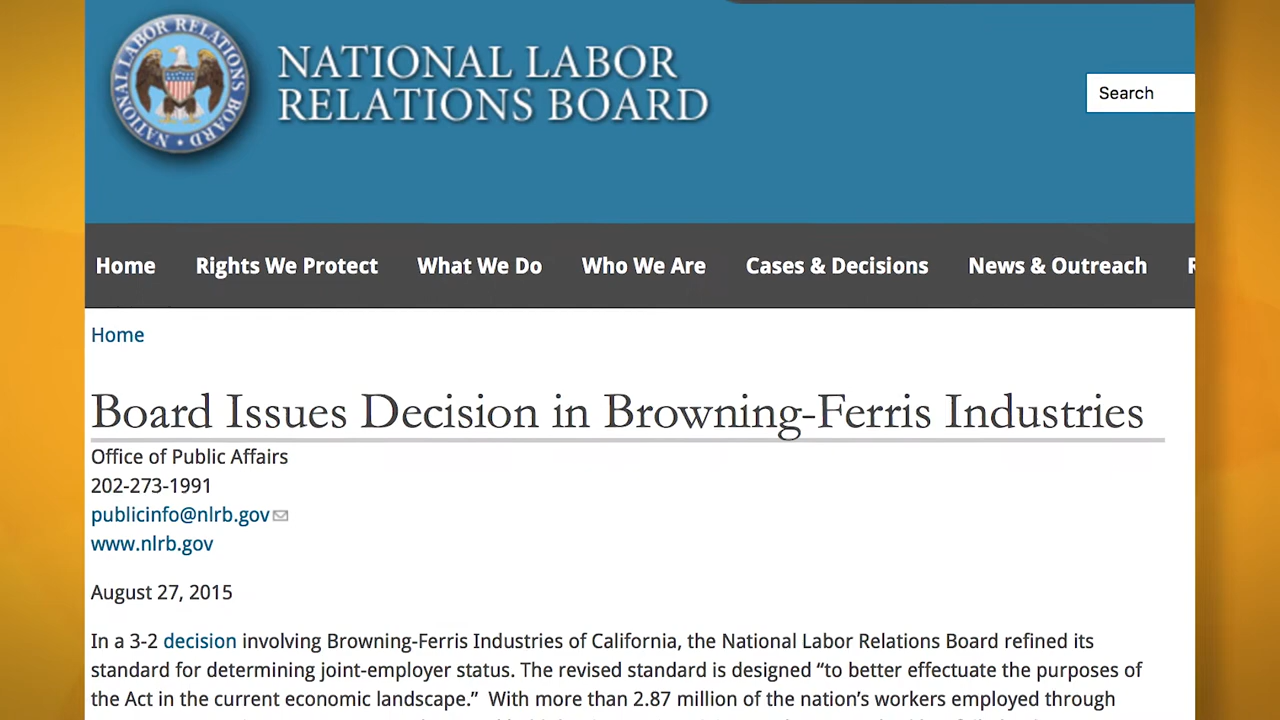 NATIONAL LABOR RELATIONS BOARD
NATIONAL LABOR
RELATIONS BOARD
Search
Home Rights We Protect What We Do Who We Are Cases & Decisions News & Outreach
Home
Board Issues Decision in Browning-Ferris Industries
Office of Public Affairs
202-273-1991
publicinfo@nlrb.gov
www.nlrb.gov
August 27, 2015
In a 3-2 decision involving Browning-Ferris Industries of California, the National Labor Relations Board refined its
standard for determining joint-employer status. The revised standard is designed “to better effectuate the purposes of
the Act in the current economic landscape.” With more than 2.87 million of the nation’s workers employed through